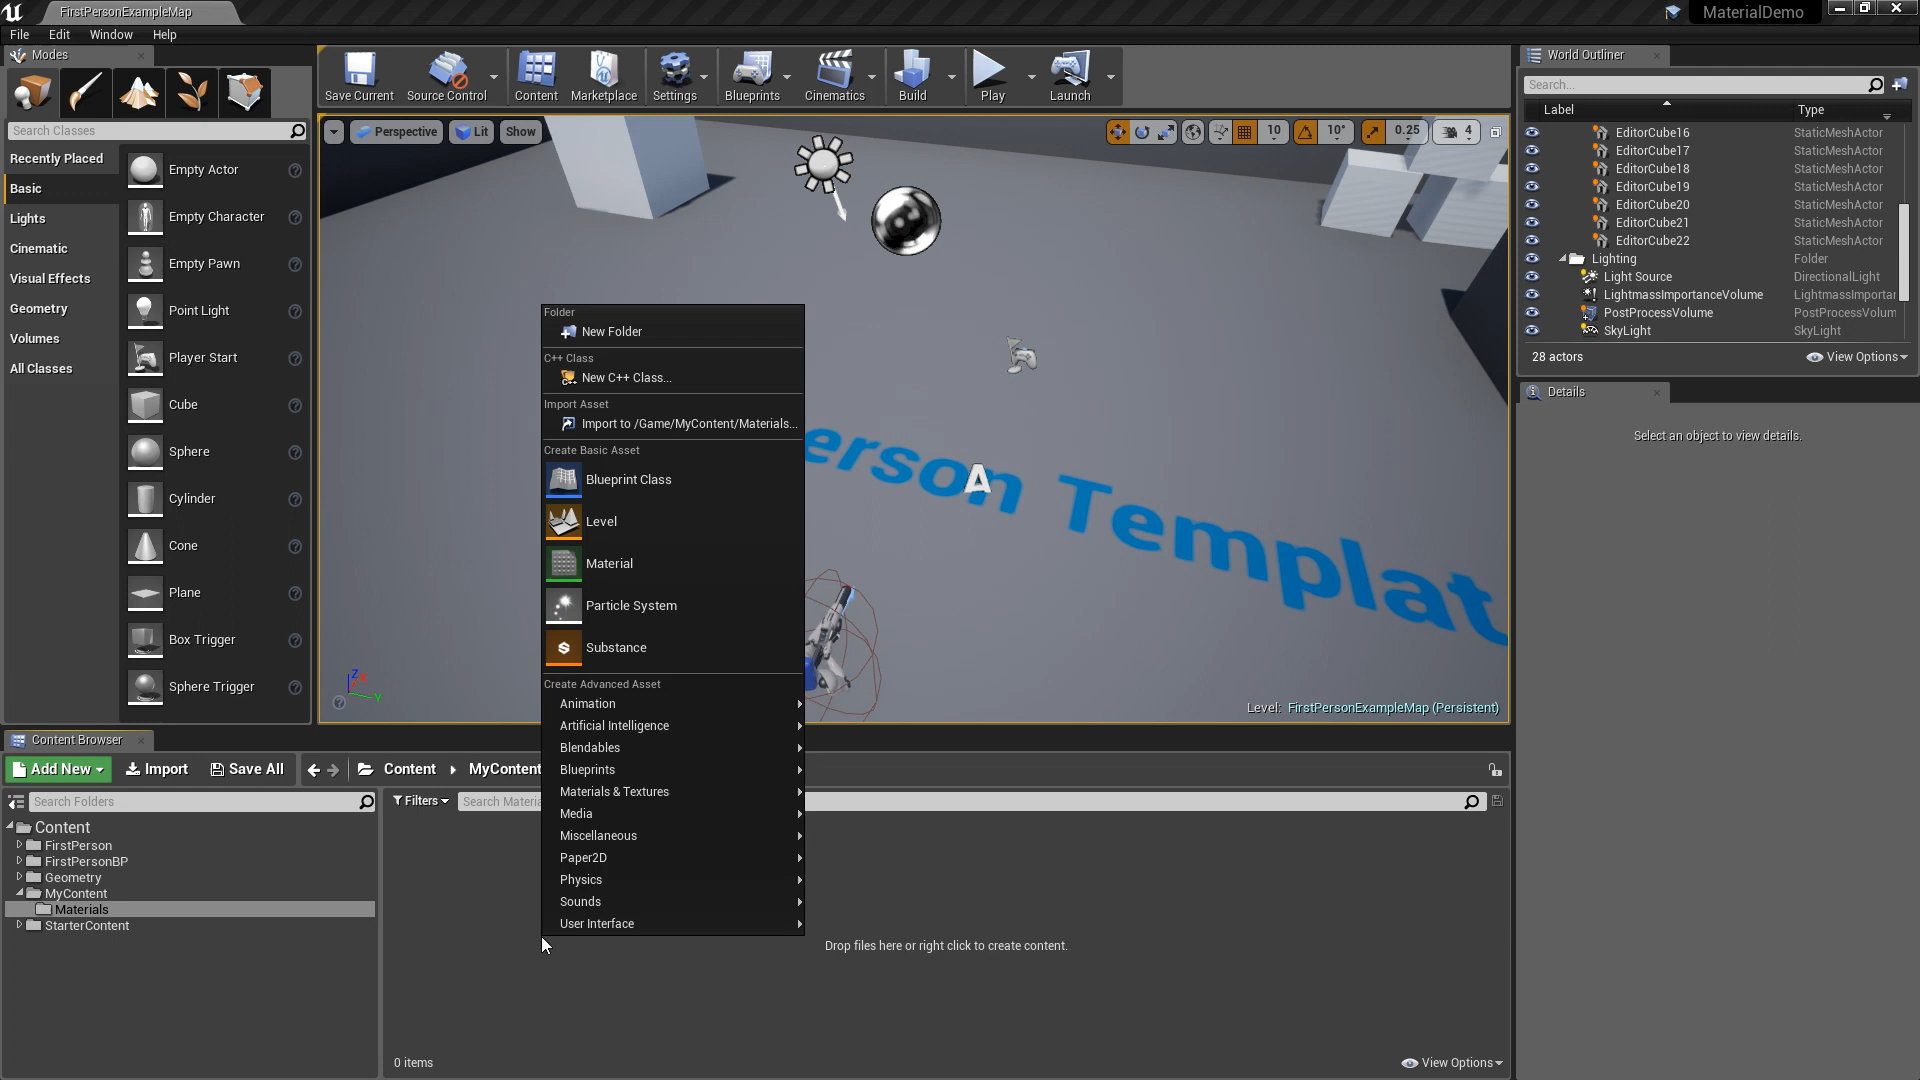 FirstPersonExampleMap
MaterialDemo
File Edit Window Help
Modes
Search Classes
Recently Placed
Basic
Lights
Cinematic
Visual Effects
Geometry
Volumes
All Classes
Empty Actor
Empty Character
Empty Pawn
Point Light
Player Start
Cube
Sphere
Cylinder
Cone
Plane
Box Trigger
Sphere Trigger
Save Current Source Control Content Marketplace Settings Blueprints Cinematics Build Play Launch
Perspective Lit Show
10 10° 0.25 4
erson Templat
A
Z X Y
Level: FirstPersonExampleMap (Persistent)
Folder
New Folder
C++ Class
New C++ Class...
Import Asset
Import to /Game/MyContent/Materials...
Create Basic Asset
Blueprint Class
Level
Material
Particle System
Substance
Create Advanced Asset
Animation
Artificial Intelligence
Blendables
Blueprints
Materials & Textures
Media
Miscellaneous
Paper2D
Physics
Sounds
User Interface
World Outliner
Search...
Label Type
EditorCube16 StaticMeshActor
EditorCube17 StaticMeshActor
EditorCube18 StaticMeshActor
EditorCube19 StaticMeshActor
EditorCube20 StaticMeshActor
EditorCube21 StaticMeshActor
EditorCube22 StaticMeshActor
Lighting Folder
Light Source DirectionalLight
LightmassImportanceVolume LightmassImportan
PostProcessVolume PostProcessVolum
SkyLight SkyLight
28 actors View Options
Details
Select an object to view details.
Content Browser
Add New Import Save All Content MyContent
Search Folders
Filters Search Materia
Content
FirstPerson
FirstPersonBP
Geometry
MyContent
Materials
StarterContent
Drop files here or right click to create content.
0 items View Options